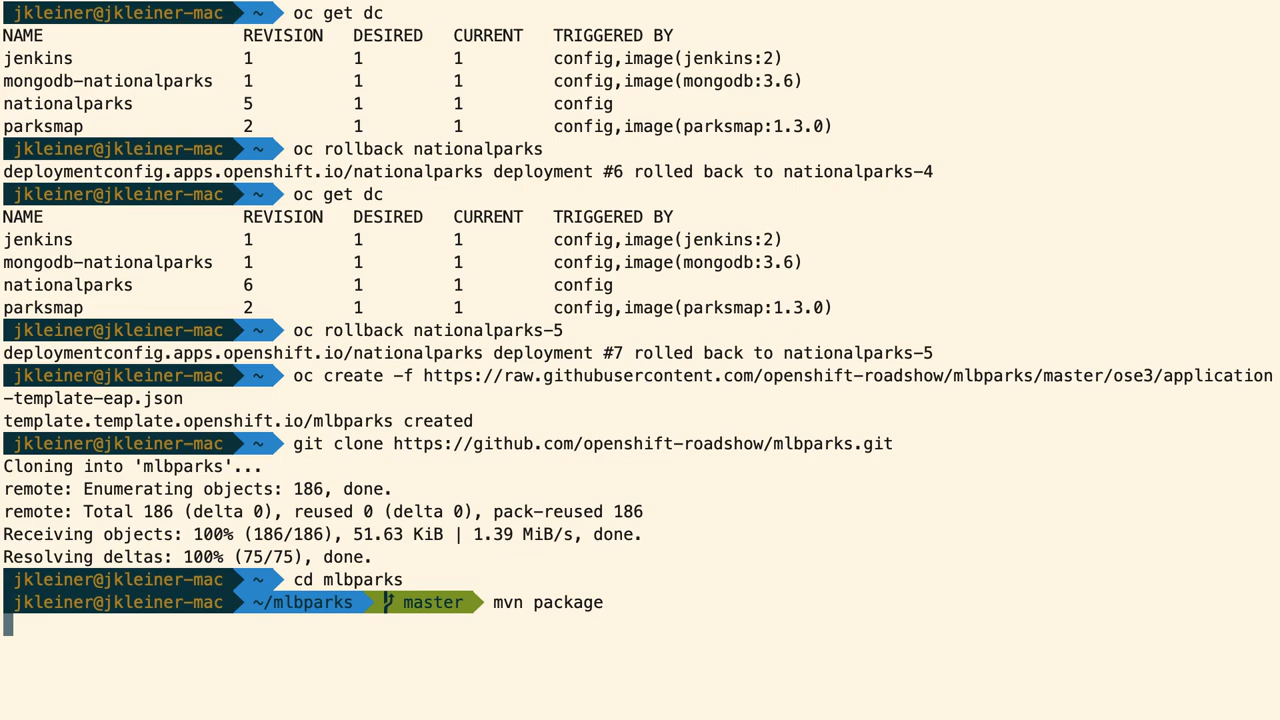 jkleiner@jkleiner-mac ~ oc get dc
NAME REVISION DESIRED CURRENT TRIGGERED BY
jenkins 1 1 1 config,image(jenkins:2)
mongodb-nationalparks 1 1 1 config,image(mongodb:3.6)
nationalparks 5 1 1 config
parksmap 2 1 1 config,image(parksmap:1.3.0)
jkleiner@jkleiner-mac ~ oc rollback nationalparks
deploymentconfig.apps.openshift.io/nationalparks deployment #6 rolled back to nationalparks-4
jkleiner@jkleiner-mac ~ oc get dc
NAME REVISION DESIRED CURRENT TRIGGERED BY
jenkins 1 1 1 config,image(jenkins:2)
mongodb-nationalparks 1 1 1 config,image(mongodb:3.6)
nationalparks 6 1 1 config
parksmap 2 1 1 config,image(parksmap:1.3.0)
jkleiner@jkleiner-mac ~ oc rollback nationalparks-5
deploymentconfig.apps.openshift.io/nationalparks deployment #7 rolled back to nationalparks-5
jkleiner@jkleiner-mac ~ oc create -f https://raw.githubusercontent.com/openshift-roadshow/mlbparks/master/ose3/application
-template-eap.json
template.template.openshift.io/mlbparks created
jkleiner@jkleiner-mac ~ git clone https://github.com/openshift-roadshow/mlbparks.git
Cloning into 'mlbparks'...
remote: Enumerating objects: 186, done.
remote: Total 186 (delta 0), reused 0 (delta 0), pack-reused 186
Receiving objects: 100% (186/186), 51.63 KiB | 1.39 MiB/s, done.
Resolving deltas: 100% (75/75), done.
jkleiner@jkleiner-mac ~ cd mlbparks
jkleiner@jkleiner-mac ~/mlbparks master mvn package